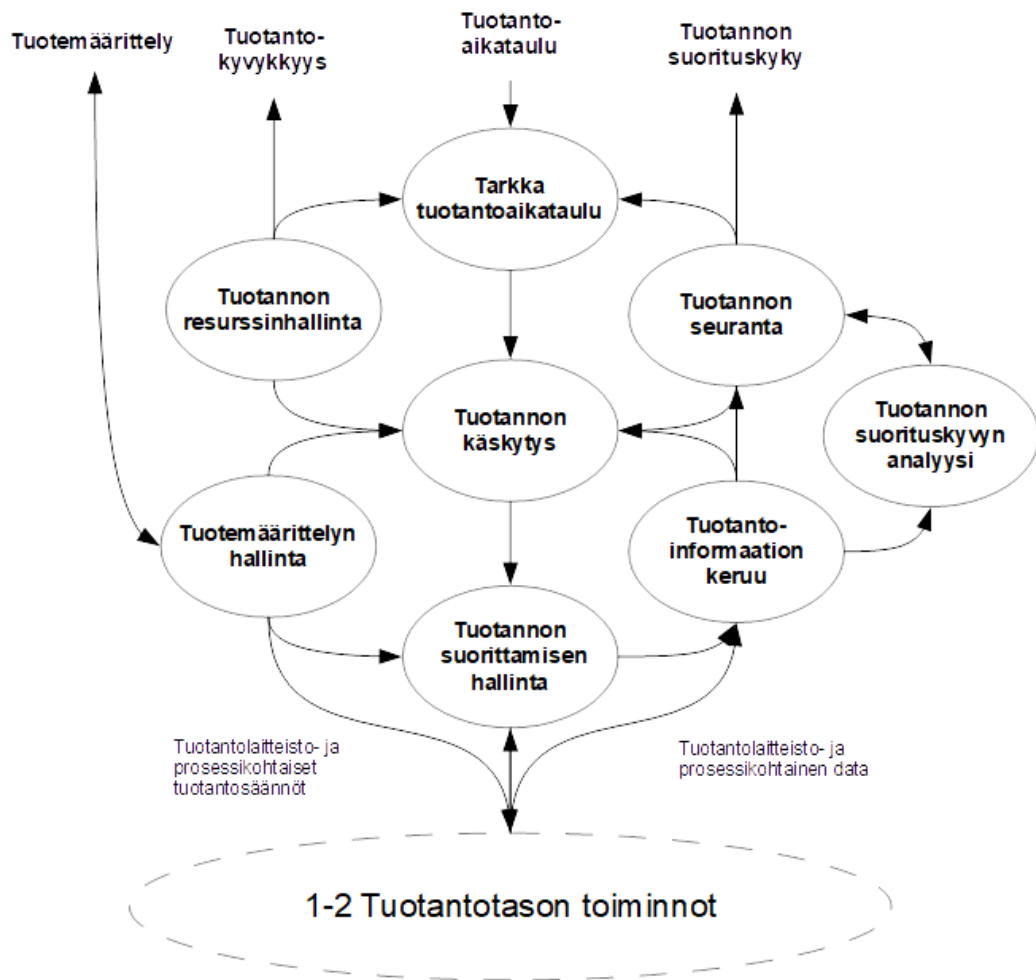 Tuotemäärittely
Tuotanto-
kyvykkyys
Tuotanto-
aikataulu
Tuotannon
suorituskyky
Tarkka
tuotantoaikataulu
Tuotannon
resurssinhallinta
Tuotannon
seuranta
Tuotannon
käskytys
Tuotannon
suorituskyvyn
analyysi
Tuotemäärittelyn
hallinta
Tuotanto-
informaation
keruu
Tuotannon
suorittamisen
hallinta
Tuotantolaitteisto- ja
prosessikohtaiset
tuotantosäännöt
Tuotantolaitteisto- ja
prosessikohtainen data
1-2 Tuotantotason toiminnot